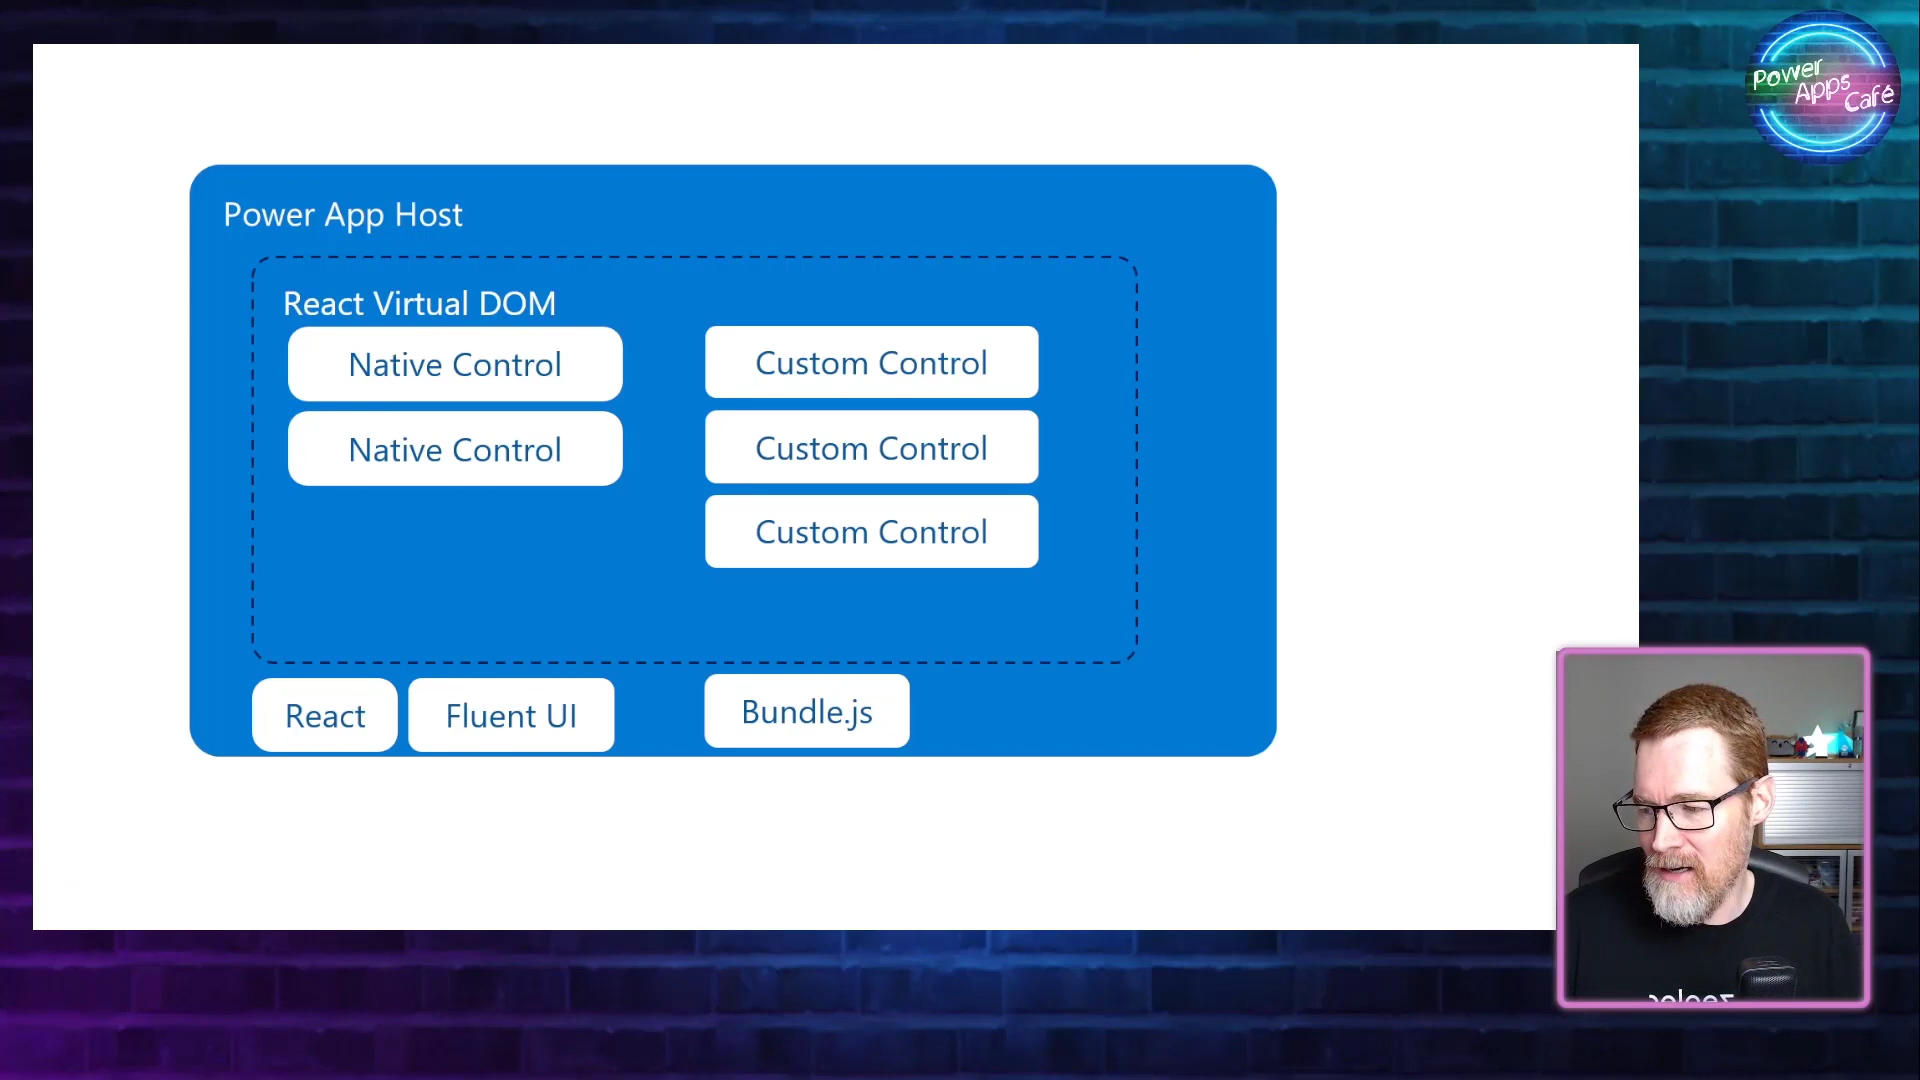 Power
Apps
Café
Power App Host
React Virtual DOM
Native Control
Custom Control
Native Control
Custom Control
Custom Control
React
Fluent UI
Bundle.js